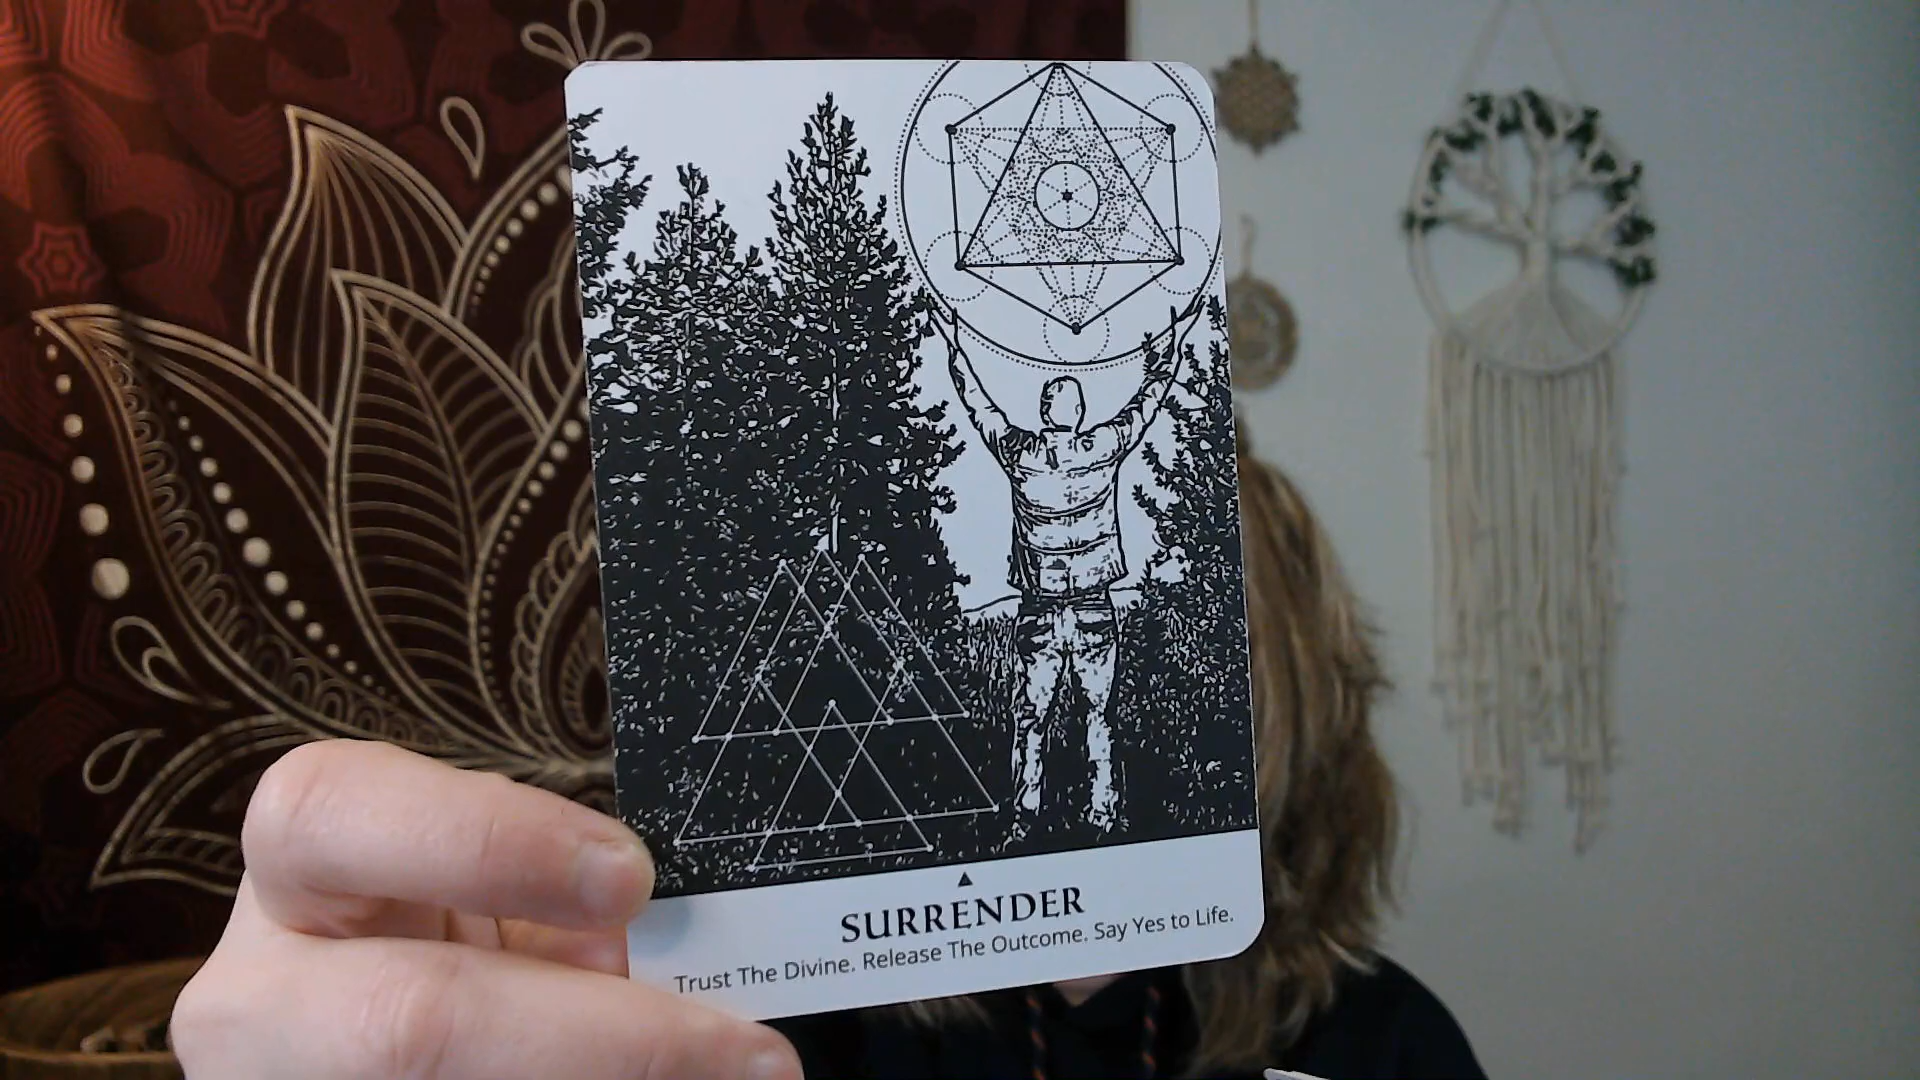 SURRENDER
Trust The Divine. Release The Outcome. Say Yes to Life.